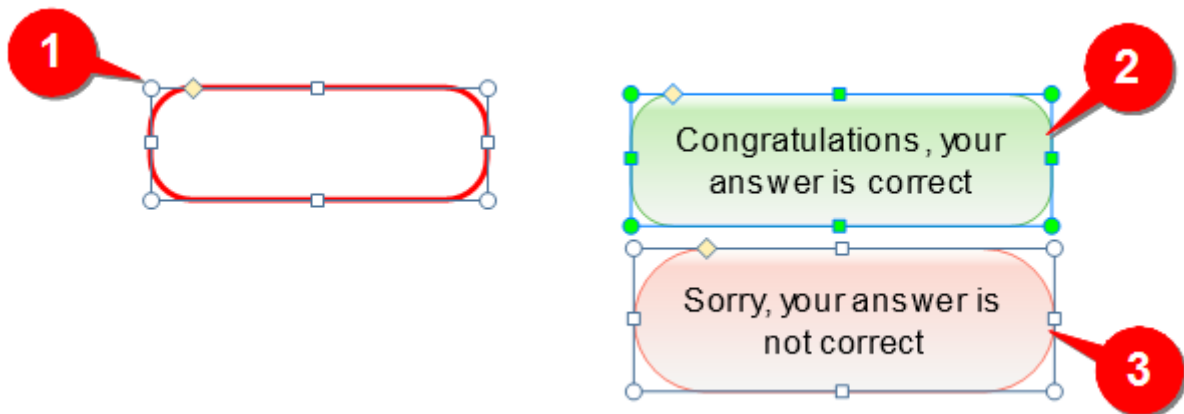 1
2
Congratulations, your
answer is correct
Sorry, your answer is
not correct
3